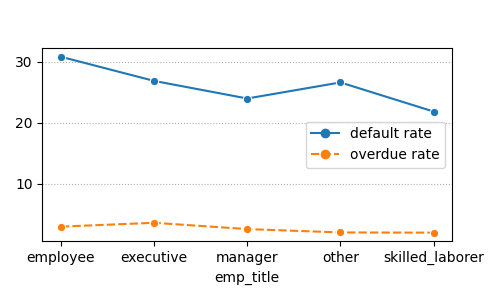 30
20
10
default rate
overdue rate
employee executive manager other skilled_laborer
emp_title